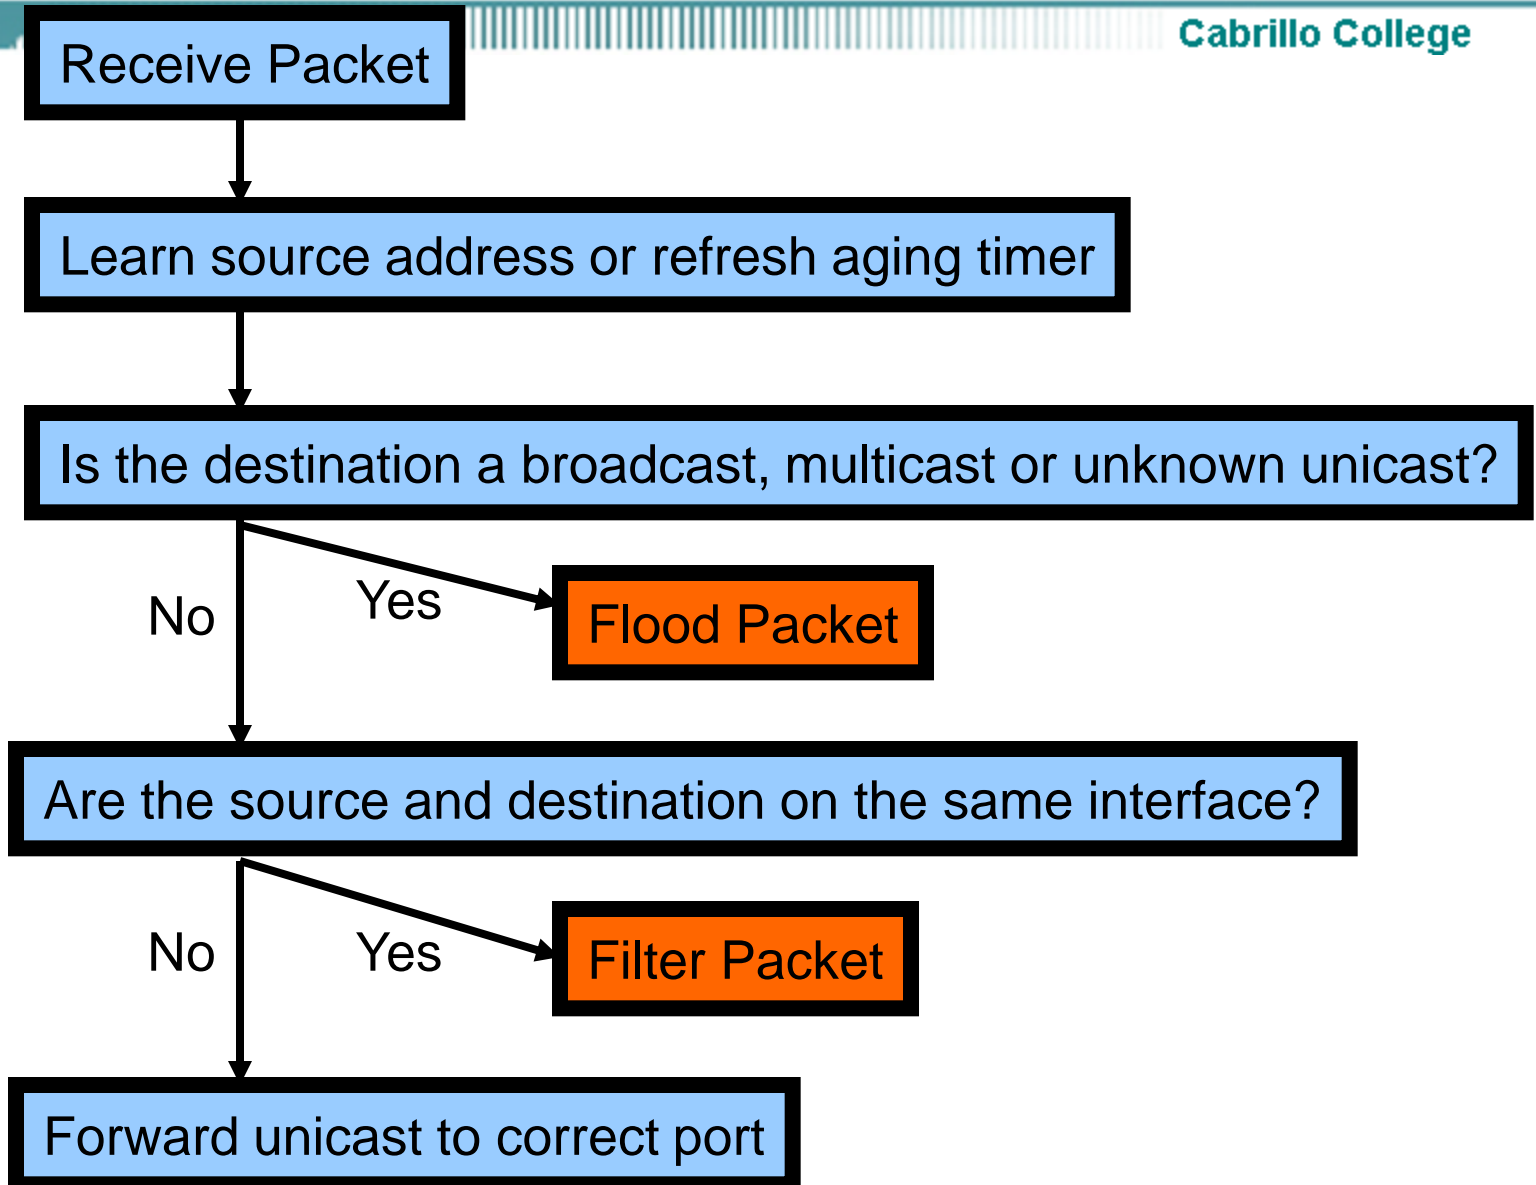 Cabrillo College
Receive Packet
Learn source address or refresh aging timer
Is the destination a broadcast, multicast or unknown unicast?
No
Yes
Flood Packet
Are the source and destination on the same interface?
No
Yes
Filter Packet
Forward unicast to correct port